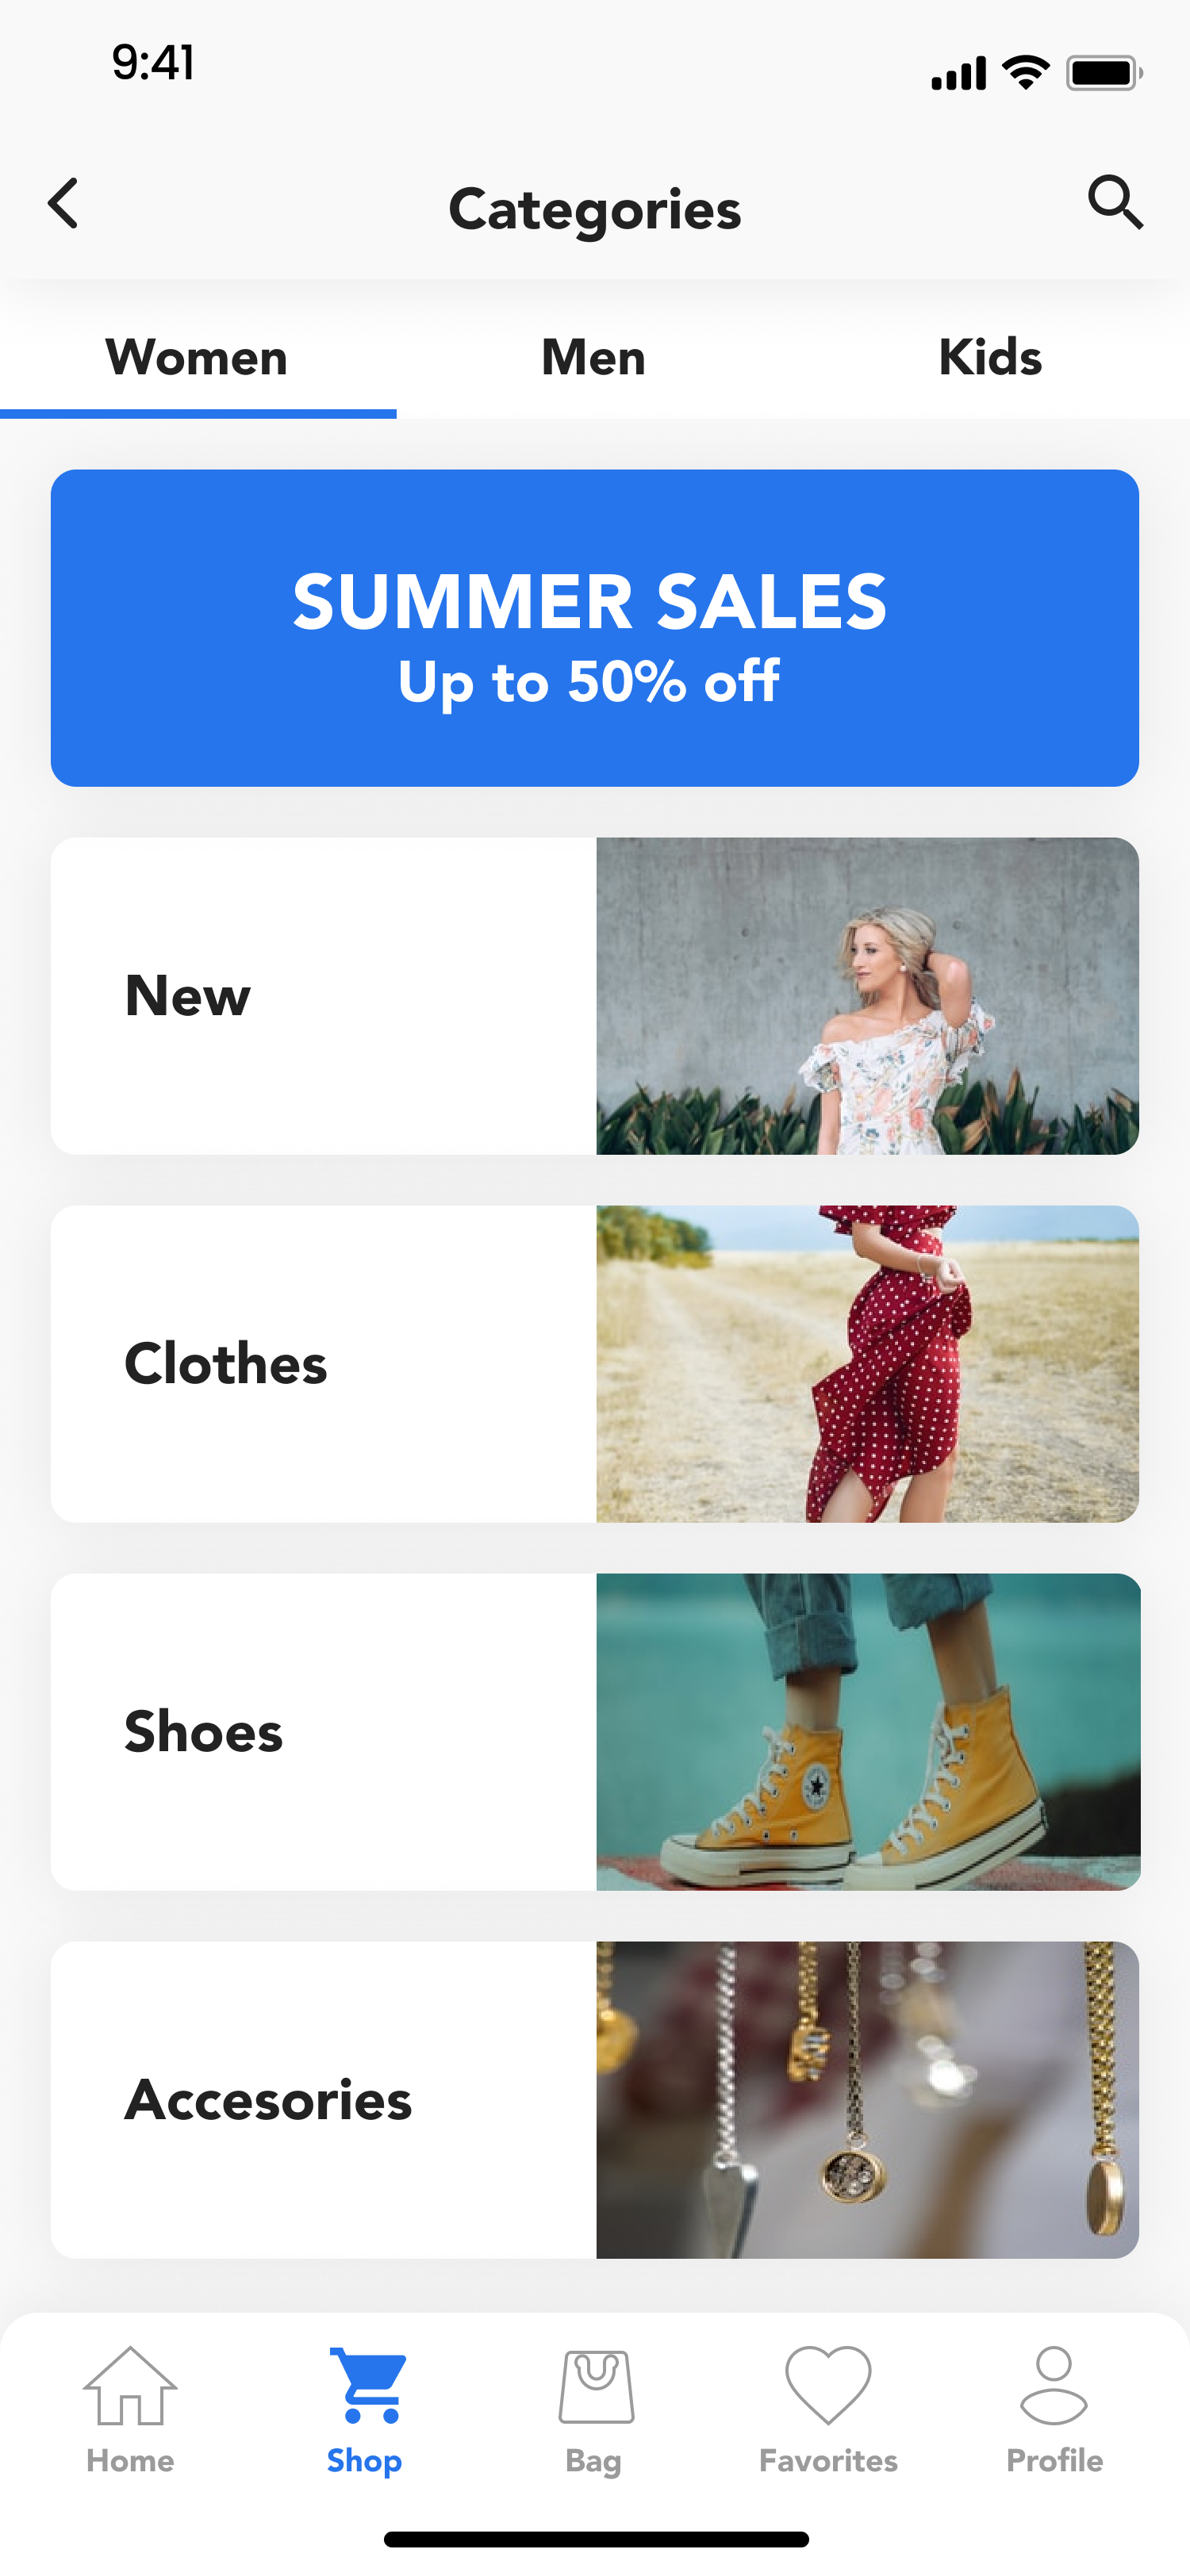 9:41
Categories
Women Men Kids
SUMMER SALES
Up to 50% off
New
Clothes
Shoes
Accesories
Home Shop Bag Favorites Profile